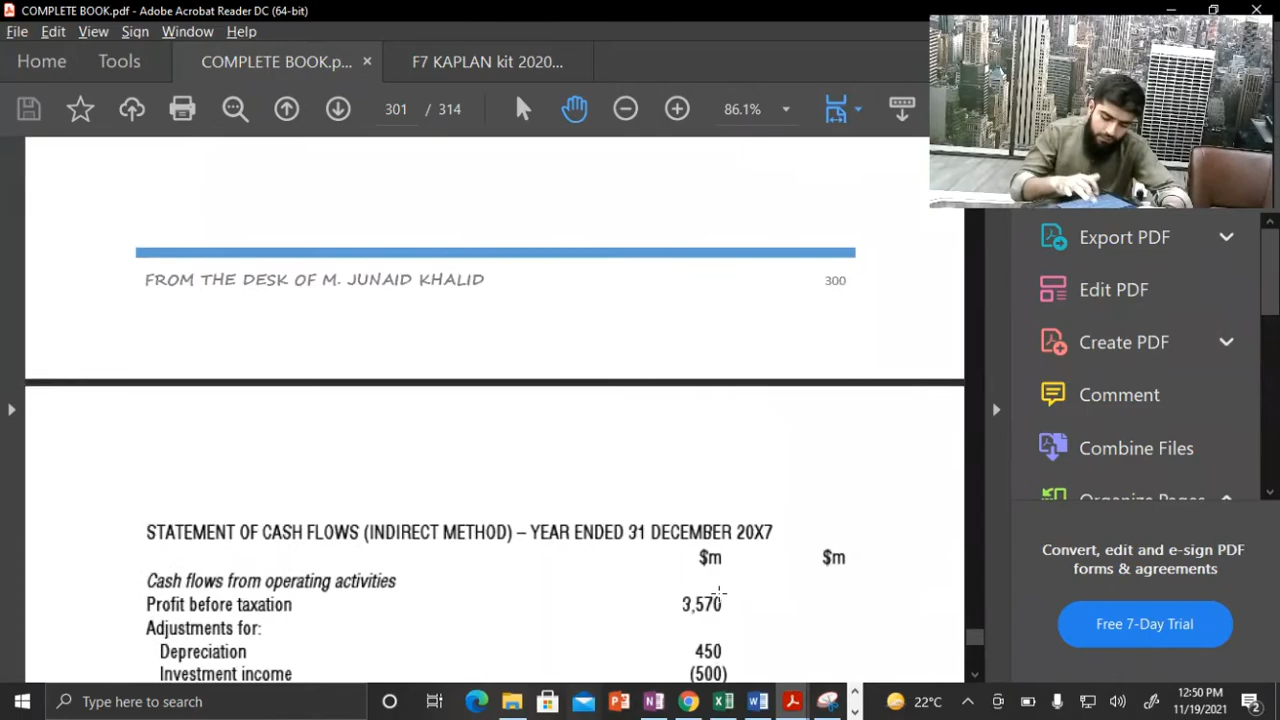 COMPLETE BOOK.pdf - Adobe Acrobat Reader DC (64-bit)
File Edit View Sign Window Help
Home Tools COMPLETE BOOK.p... × F7 KAPLAN kit 2020...
301 / 314 86.1%
FROM THE DESK OF M. JUNAID KHALID 300
STATEMENT OF CASH FLOWS (INDIRECT METHOD) – YEAR ENDED 31 DECEMBER 20X7
$m $m
Cash flows from operating activities
Profit before taxation 3,570
Adjustments for:
Depreciation 450
Investment income (500)
Export PDF
Edit PDF
Create PDF
Comment
Combine Files
Organize Pages
Convert, edit and e-sign PDF
forms & agreements
Free 7-Day Trial
Type here to search
22°C
12:50 PM
11/19/2021
2